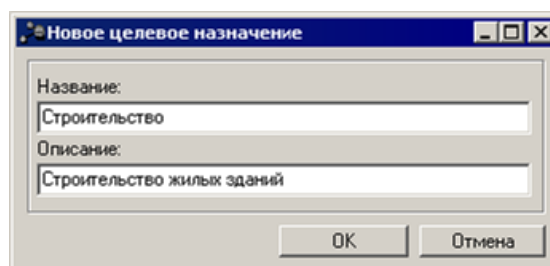 Новое целевое назначение
Название:
Строительство
Описание:
Строительство жилых зданий
OK Отмена